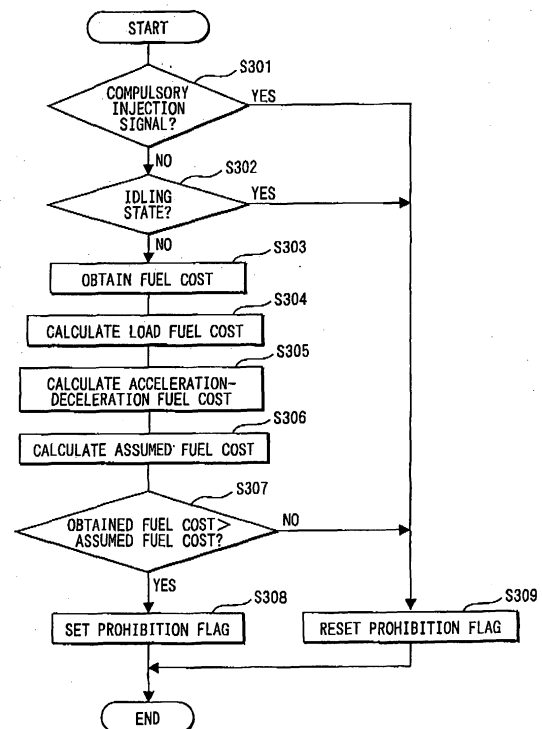 START
S301
COMPULSORY
INJECTION
SIGNAL?
YES
NO
S302
IDLING
STATE?
YES
NO
S303
OBTAIN FUEL COST
S304
CALCULATE LOAD FUEL COST
S305
CALCULATE ACCELERATION-
DECELERATION FUEL COST
S306
CALCULATE ASSUMED FUEL COST
S307
OBTAINED FUEL COST>
ASSUMED FUEL COST?
NO
YES
S308
SET PROHIBITION FLAG
S309
RESET PROHIBITION FLAG
END